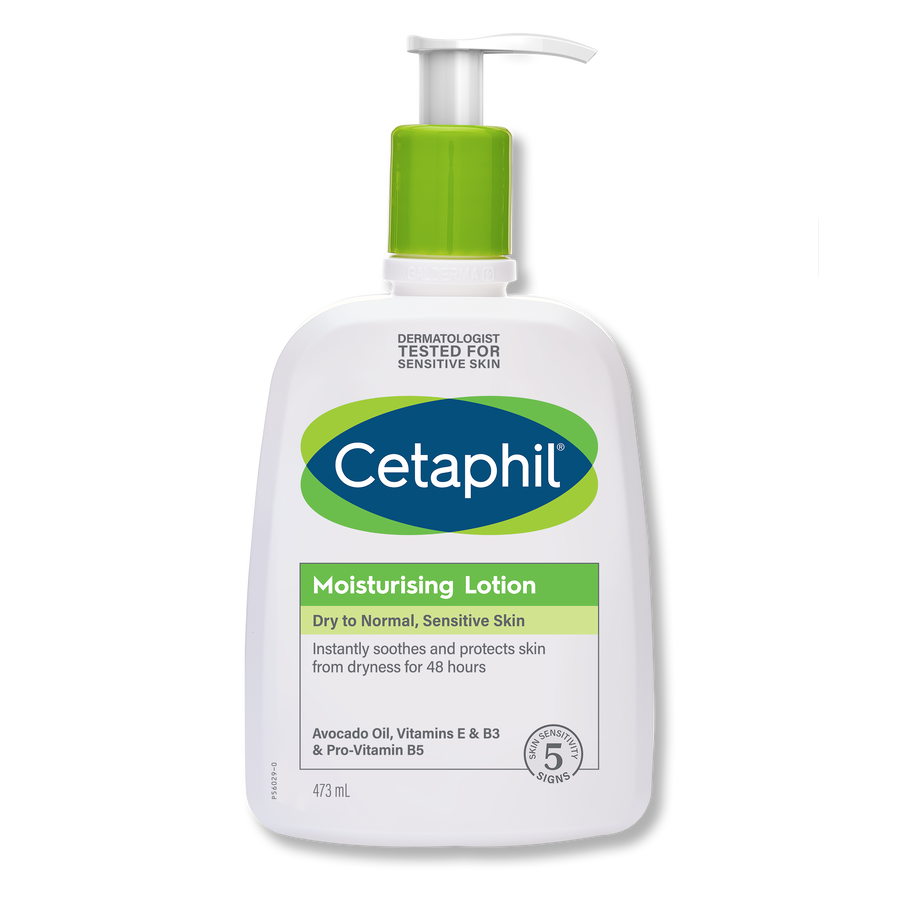 DERMATOLOGIST
TESTED FOR
SENSITIVE SKIN
Cetaphil®
Moisturising Lotion
Dry to Normal, Sensitive Skin
Instantly soothes and protects skin
from dryness for 48 hours
Avocado Oil, Vitamins E & B3
& Pro-Vitamin B5
SKIN SENSITIVITY
5
SIGNS
473 mL
P56029-0